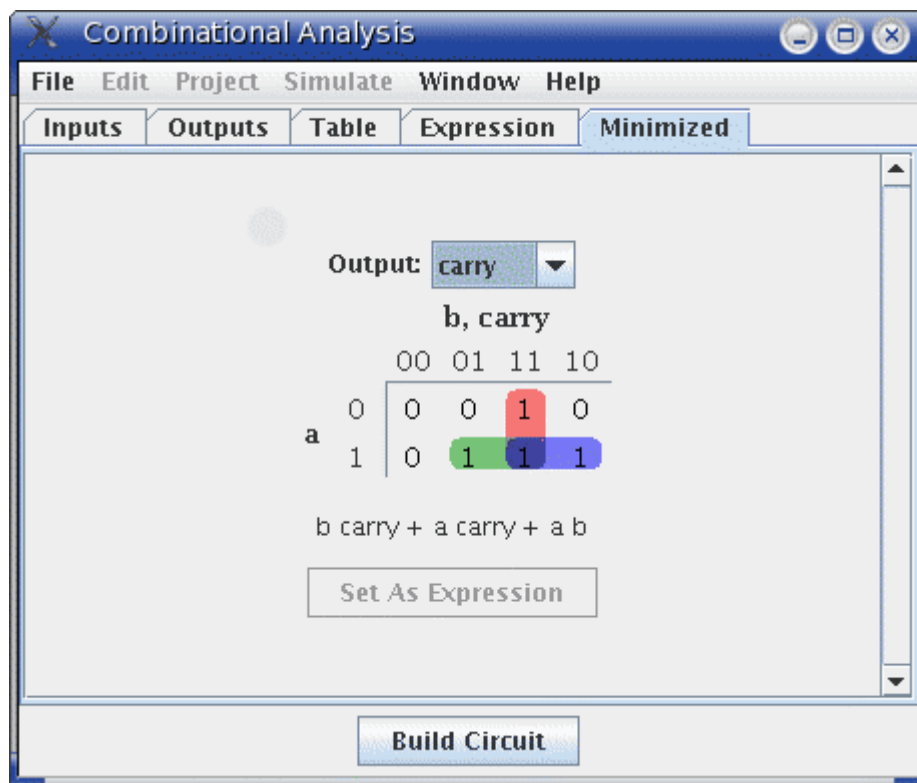 Combinational Analysis
File Edit Project Simulate Window Help
Inputs Outputs Table Expression Minimized
Output: carry
b, carry
00 01 11 10
0 0 0 1 0
a
1 0 1 1 1
b carry + a carry + a b
Set As Expression
Build Circuit